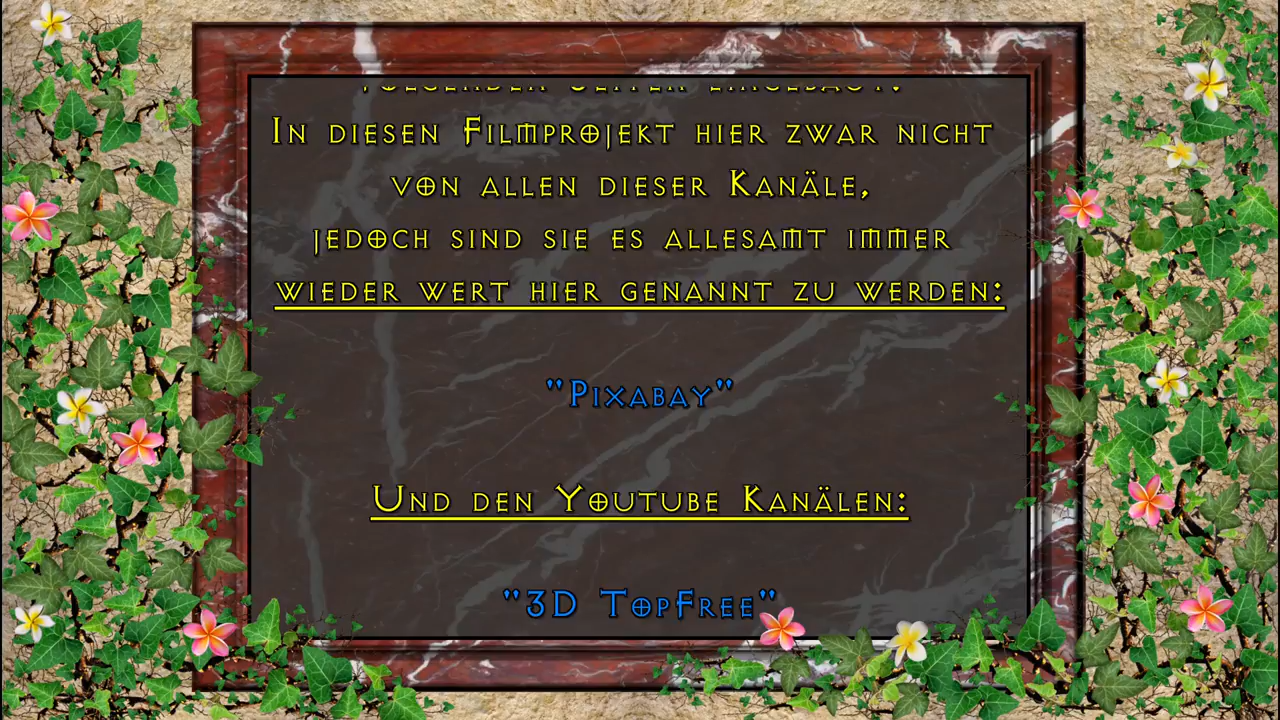 In diesen Filmprojekt hier zwar nicht
von allen dieser Kanäle,
jedoch sind sie es allesamt immer
wieder wert hier genannt zu werden:
"Pixabay"
Und den Youtube Kanälen:
"3D TopFree"